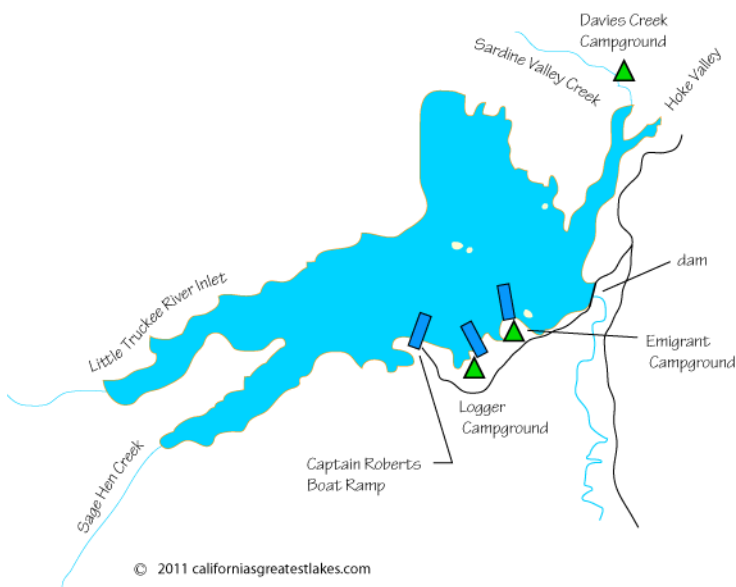 Davies Creek
Campground
Sardine Valley Creek
Hoke Valley
dam
Little Truckee River Inlet
Emigrant
Campground
Logger
Campground
Captain Roberts
Boat Ramp
Sage Hen Creek
© 2011 californiasgreatestlakes.com